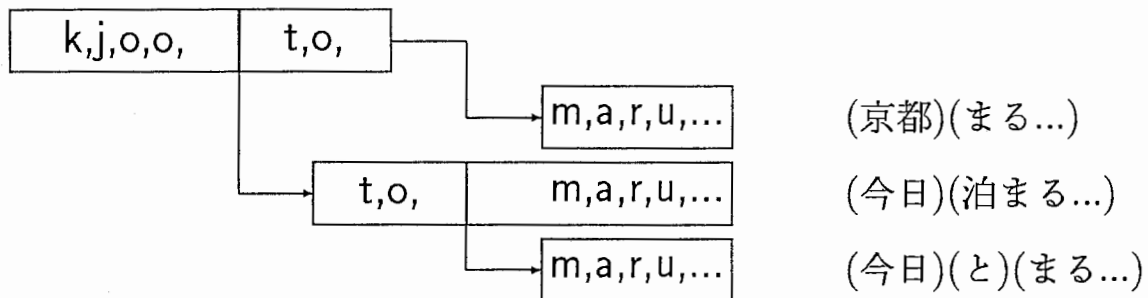 k,j,o,o, t,o,
m,a,r,u,... (京都)(まる...)
t,o, m,a,r,u,... (今日)(泊まる...)
m,a,r,u,... (今日)(と)(まる...)